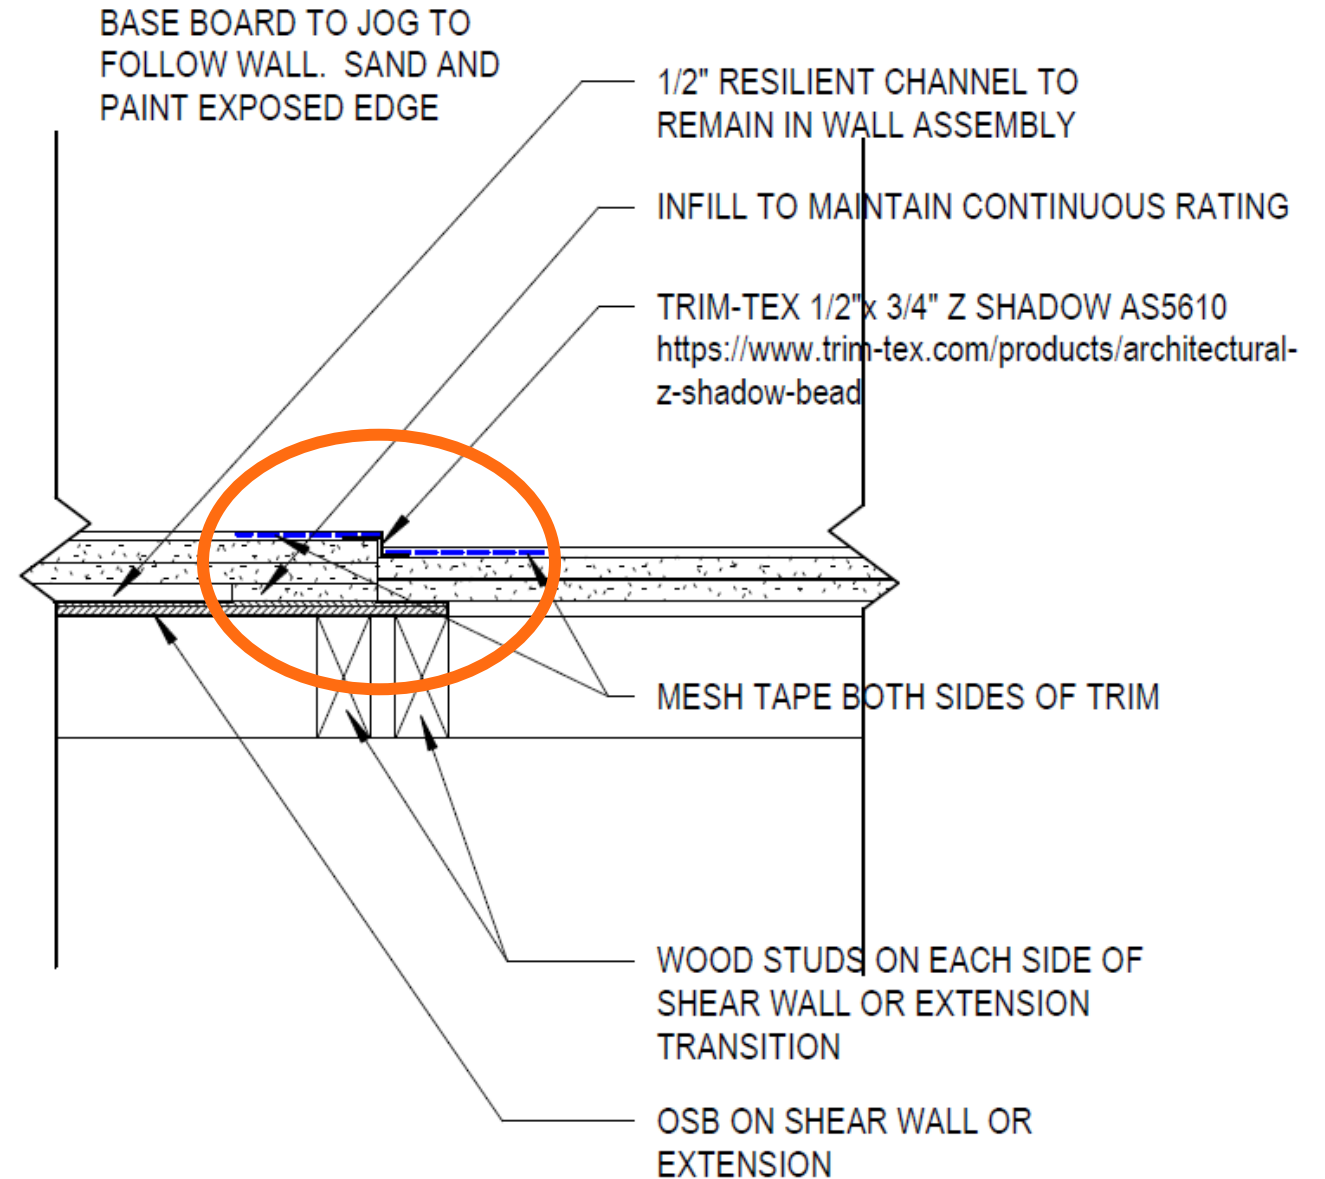 BASE BOARD TO JOG TO
FOLLOW WALL. SAND AND
PAINT EXPOSED EDGE
1/2" RESILIENT CHANNEL TO
REMAIN IN WALL ASSEMBLY
INFILL TO MAINTAIN CONTINUOUS RATING
TRIM-TEX 1/2"x 3/4" Z SHADOW AS5610
https://www.trim-tex.com/products/architectural-
z-shadow-bead
MESH TAPE BOTH SIDES OF TRIM
WOOD STUDS ON EACH SIDE OF
SHEAR WALL OR EXTENSION
TRANSITION
OSB ON SHEAR WALL OR
EXTENSION